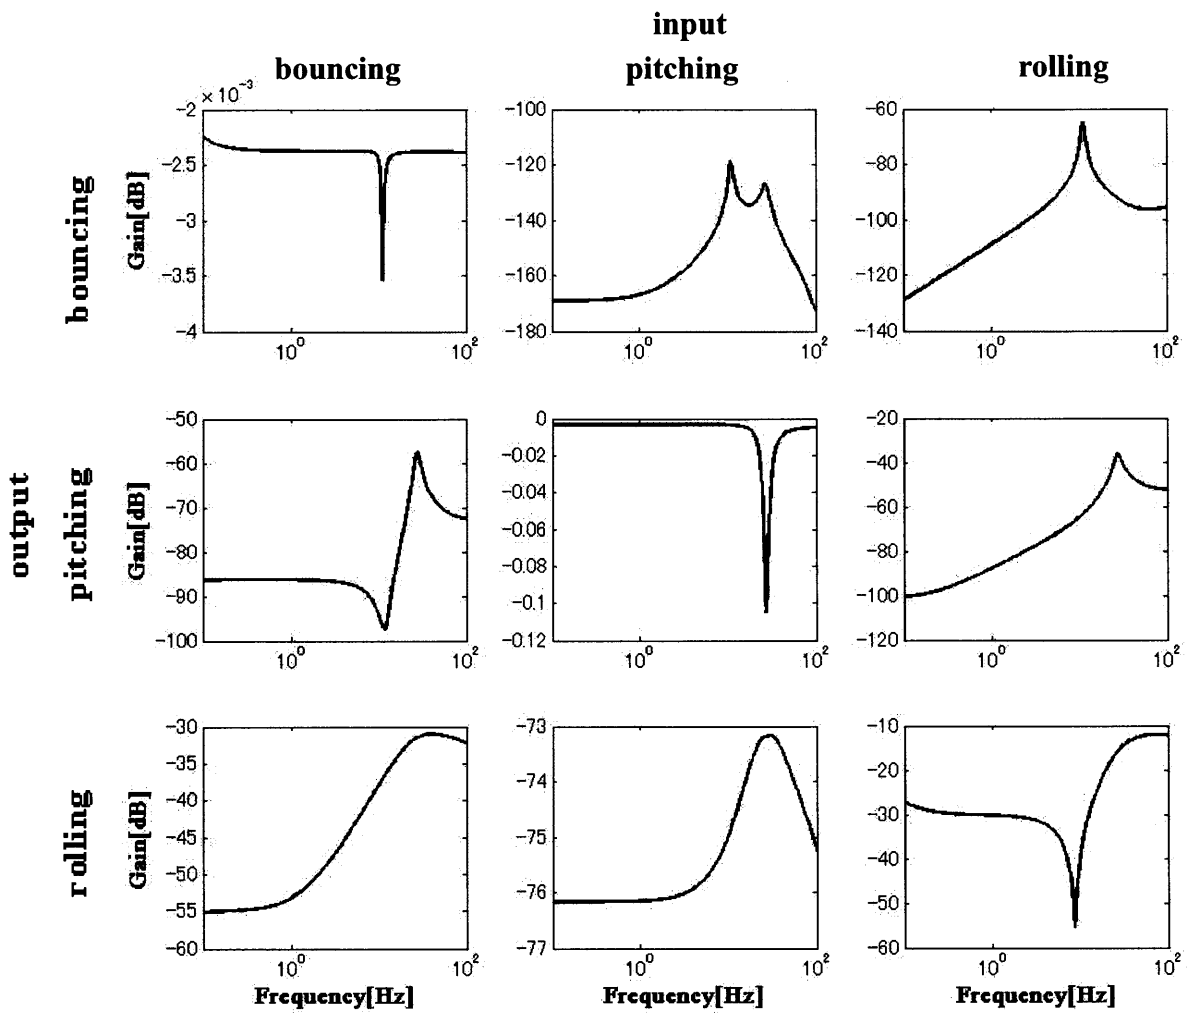 input
bouncing pitching rolling
× 10⁻³
−2 −100 −60
−2.5 −120 −80
−3 −140 −100
−3.5 −160 −120
−4 −180 −140
bouncing
Gain[dB]
10⁰ 10² 10⁰ 10² 10⁰ 10²
−50 0 −20
−60 −0.02 −40
−70 −0.04 −60
−80 −0.06 −80
−90 −0.08 −100
−100 −0.1 −120
−0.12
output
pitching
Gain[dB]
10⁰ 10² 10⁰ 10² 10⁰ 10²
−30 −73 −10
−35 −74 −20
−40 −75 −30
−45 −76 −40
−50 −77 −50
−55 −60
−60
rolling
Gain[dB]
10⁰ 10² 10⁰ 10² 10⁰ 10²
Frequency[Hz] Frequency[Hz] Frequency[Hz]